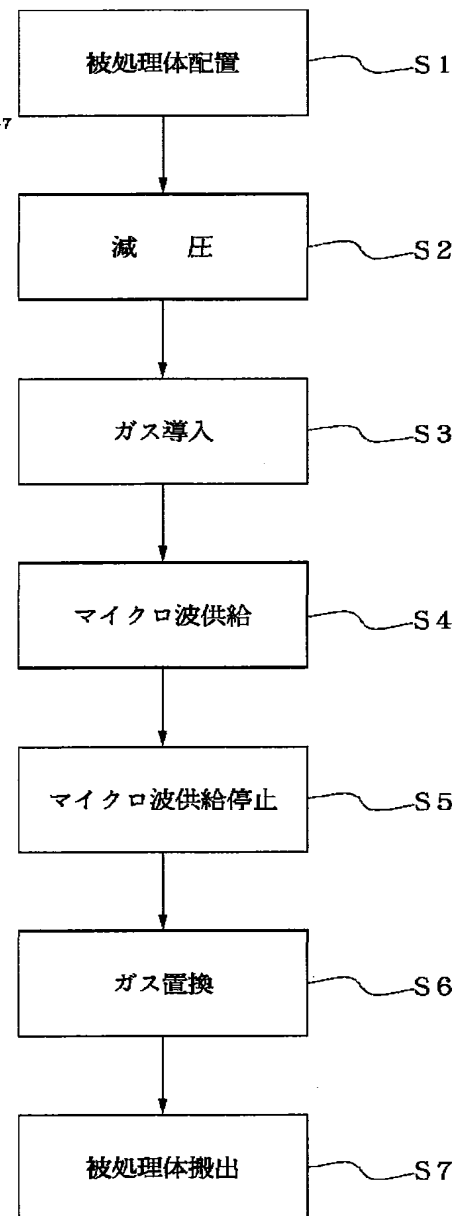 被処理体配置 S1
7
減 圧 S2
ガス導入 S3
マイクロ波供給 S4
マイクロ波供給停止 S5
ガス置換 S6
被処理体搬出 S7